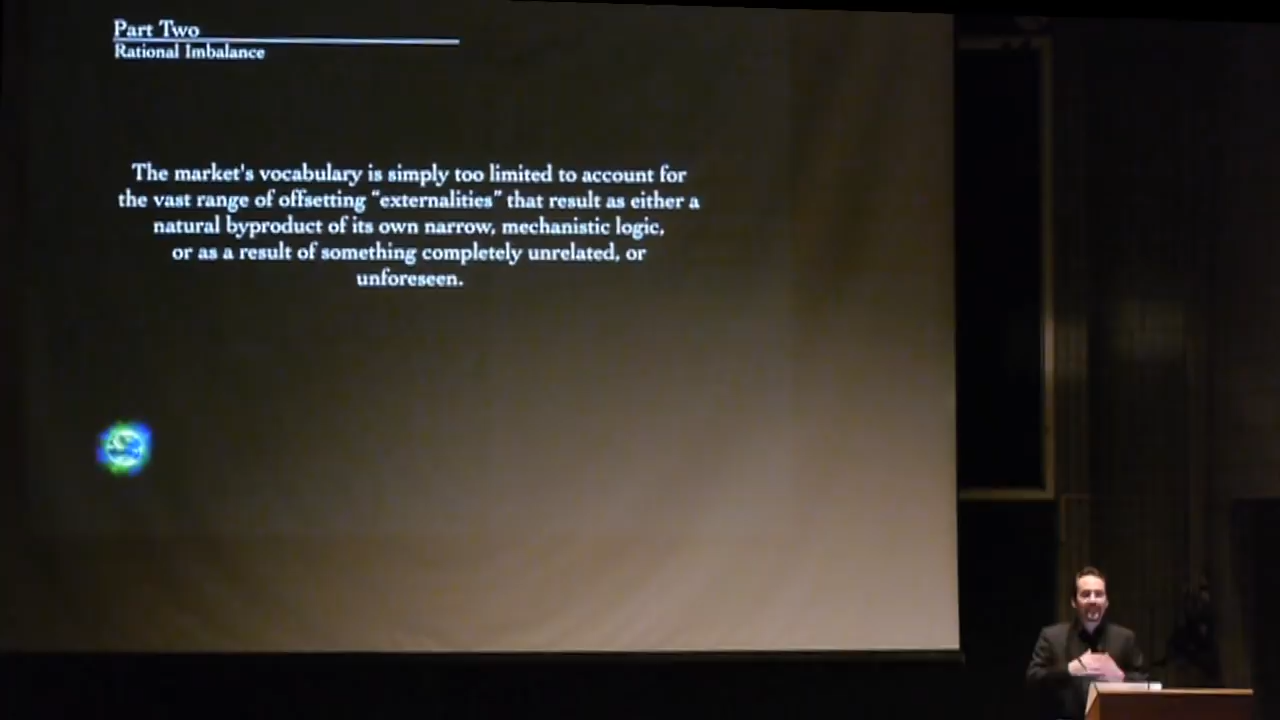 Part Two
Rational Imbalance
The market's vocabulary is simply too limited to account for
the vast range of offsetting “externalities” that result as either a
natural byproduct of its own narrow, mechanistic logic,
or as a result of something completely unrelated, or
unforeseen.